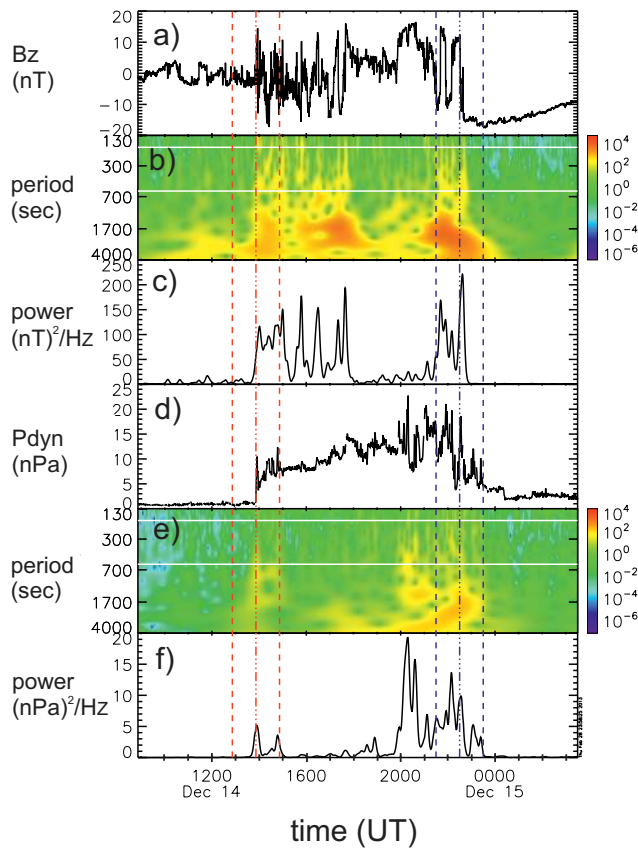 a)
Bz
(nT)
20
10
0
−10
−20
b)
period
(sec)
130
300
700
1700
4000
10^4
10^2
10^0
10^-2
10^-4
10^-6
c)
power
(nT)^2/Hz
250
200
150
100
50
0
d)
Pdyn
(nPa)
25
20
15
10
5
0
e)
period
(sec)
130
300
700
1700
4000
10^4
10^2
10^0
10^-2
10^-4
10^-6
f)
power
(nPa)^2/Hz
20
15
10
5
0
1200
1600
2000
0000
Dec 14
Dec 15
time (UT)